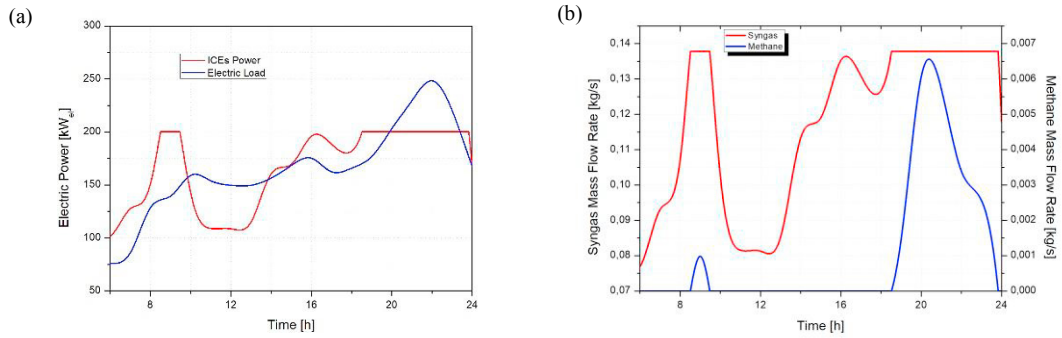 (a)
300
250
200
150
100
50
Electric Power [kWel]
ICEs Power
Electric Load
8
12
16
20
24
Time [h]
(b)
0,14
0,13
0,12
0,11
0,10
0,09
0,08
0,07
Syngas Mass Flow Rate [kg/s]
Syngas
Methane
0,007
0,006
0,005
0,004
0,003
0,002
0,001
0,000
Methane Mass Flow Rate [kg/s]
8
12
16
20
24
Time [h]